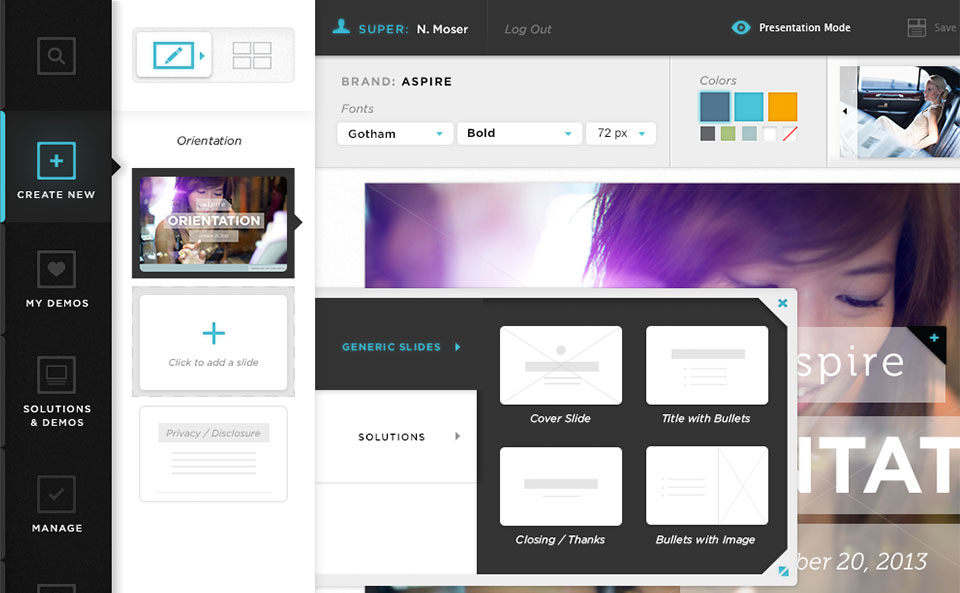 SUPER: N. Moser
Log Out
Presentation Mode
Save
BRAND: ASPIRE
Fonts
Gotham
Bold
72 px
Colors
CREATE NEW
MY DEMOS
SOLUTIONS
& DEMOS
MANAGE
Orientation
aspire
ORIENTATION
Click to add a slide
Privacy / Disclosure
GENERIC SLIDES
SOLUTIONS
Cover Slide
Title with Bullets
Closing / Thanks
Bullets with Image
spire
ITAT
ber 20, 2013